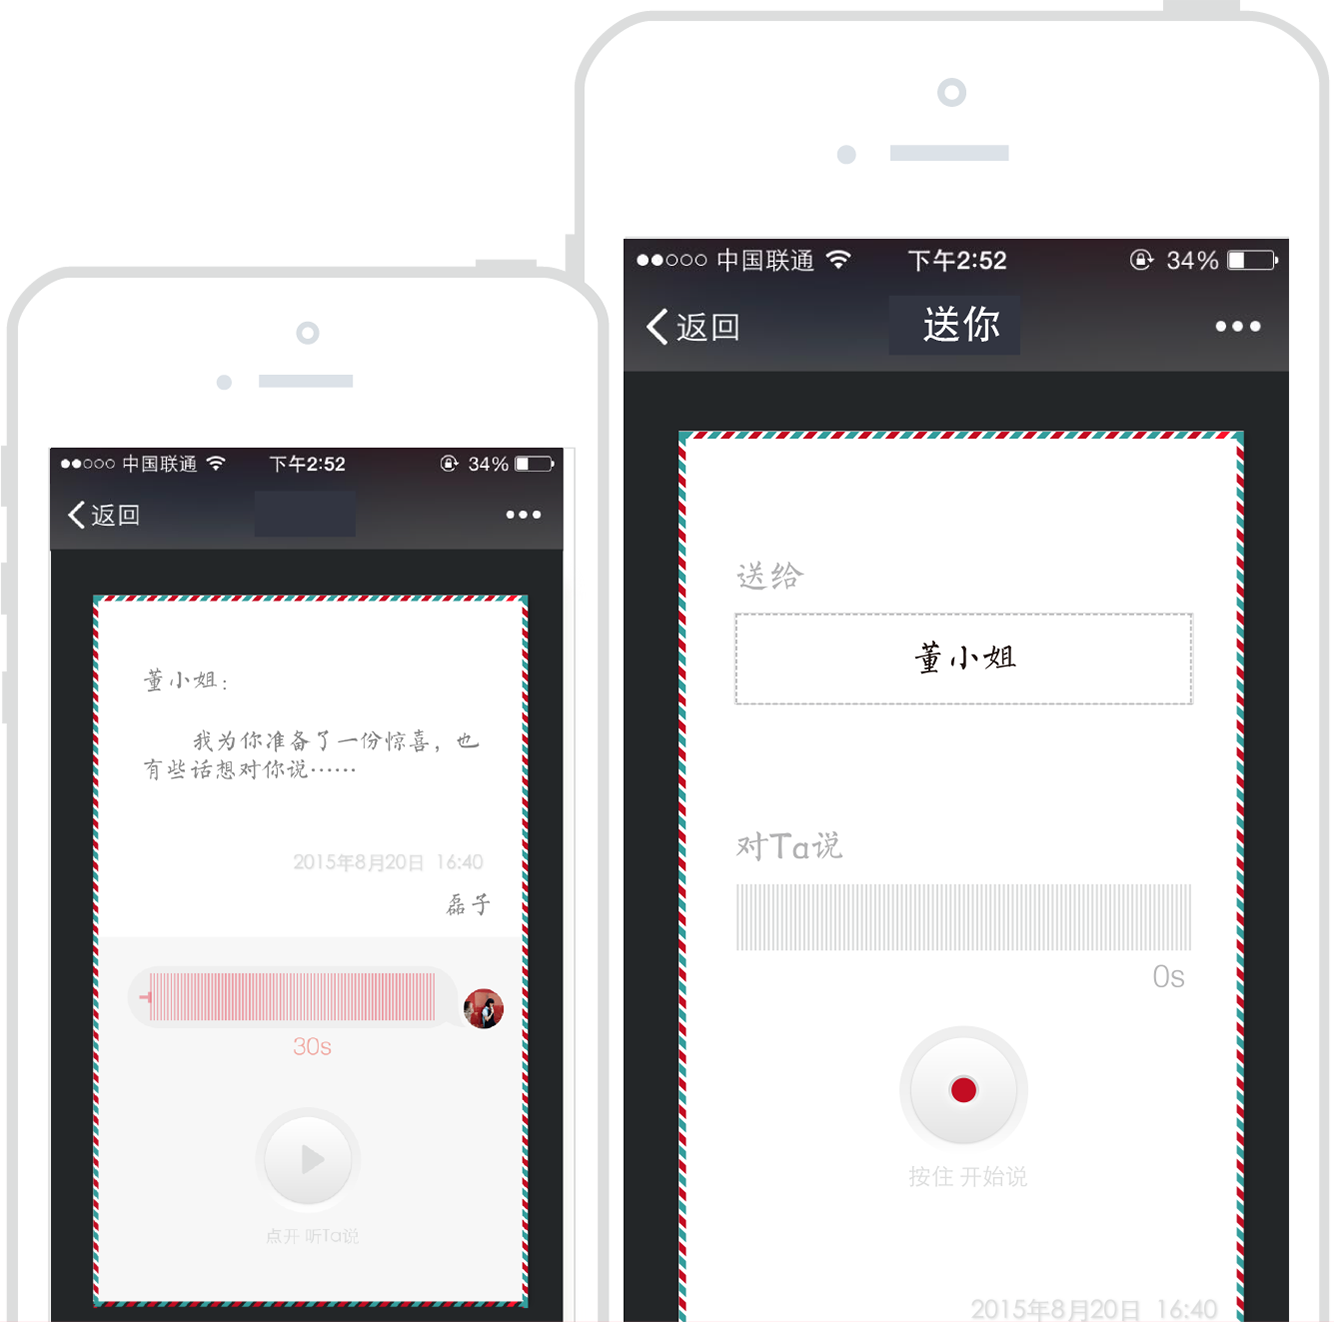 中国联通 下午2:52 34%
返回
董小姐：
我为你准备了一份惊喜，也
有些话想对你说……
2015年8月20日 16:40
磊子
30s
点开 听Ta说
中国联通 下午2:52 34%
返回 送你
送给
董小姐
对Ta说
0s
按住 开始说
2015年8月20日 16:40